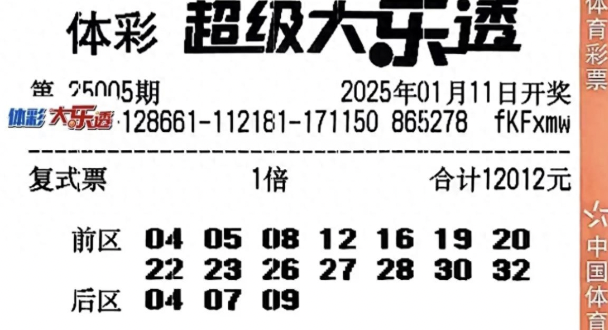 体彩 超级大乐透
第 25005期 2025年01月11日开奖
体彩 大乐透 128661-112181-171150 865278 fKFxmw
复式票 1倍 合计12012元
前区 04 05 08 12 16 19 20
22 23 26 27 28 30 32
后区 04 07 09
体育彩票
中国体育